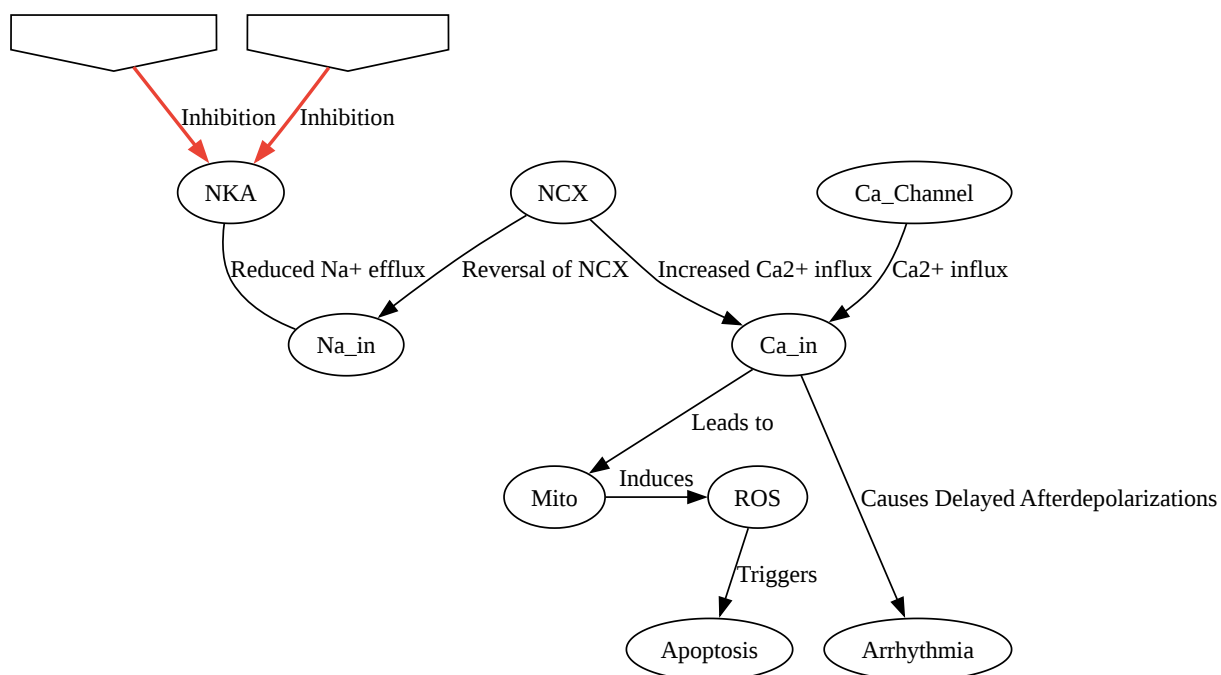 Inhibition
Inhibition
NKA
NCX
Ca_Channel
Reduced Na+ efflux
Reversal of NCX
Increased Ca2+ influx
Ca2+ influx
Na_in
Ca_in
Leads to
Mito
Induces
ROS
Causes Delayed Afterdepolarizations
Triggers
Apoptosis
Arrhythmia